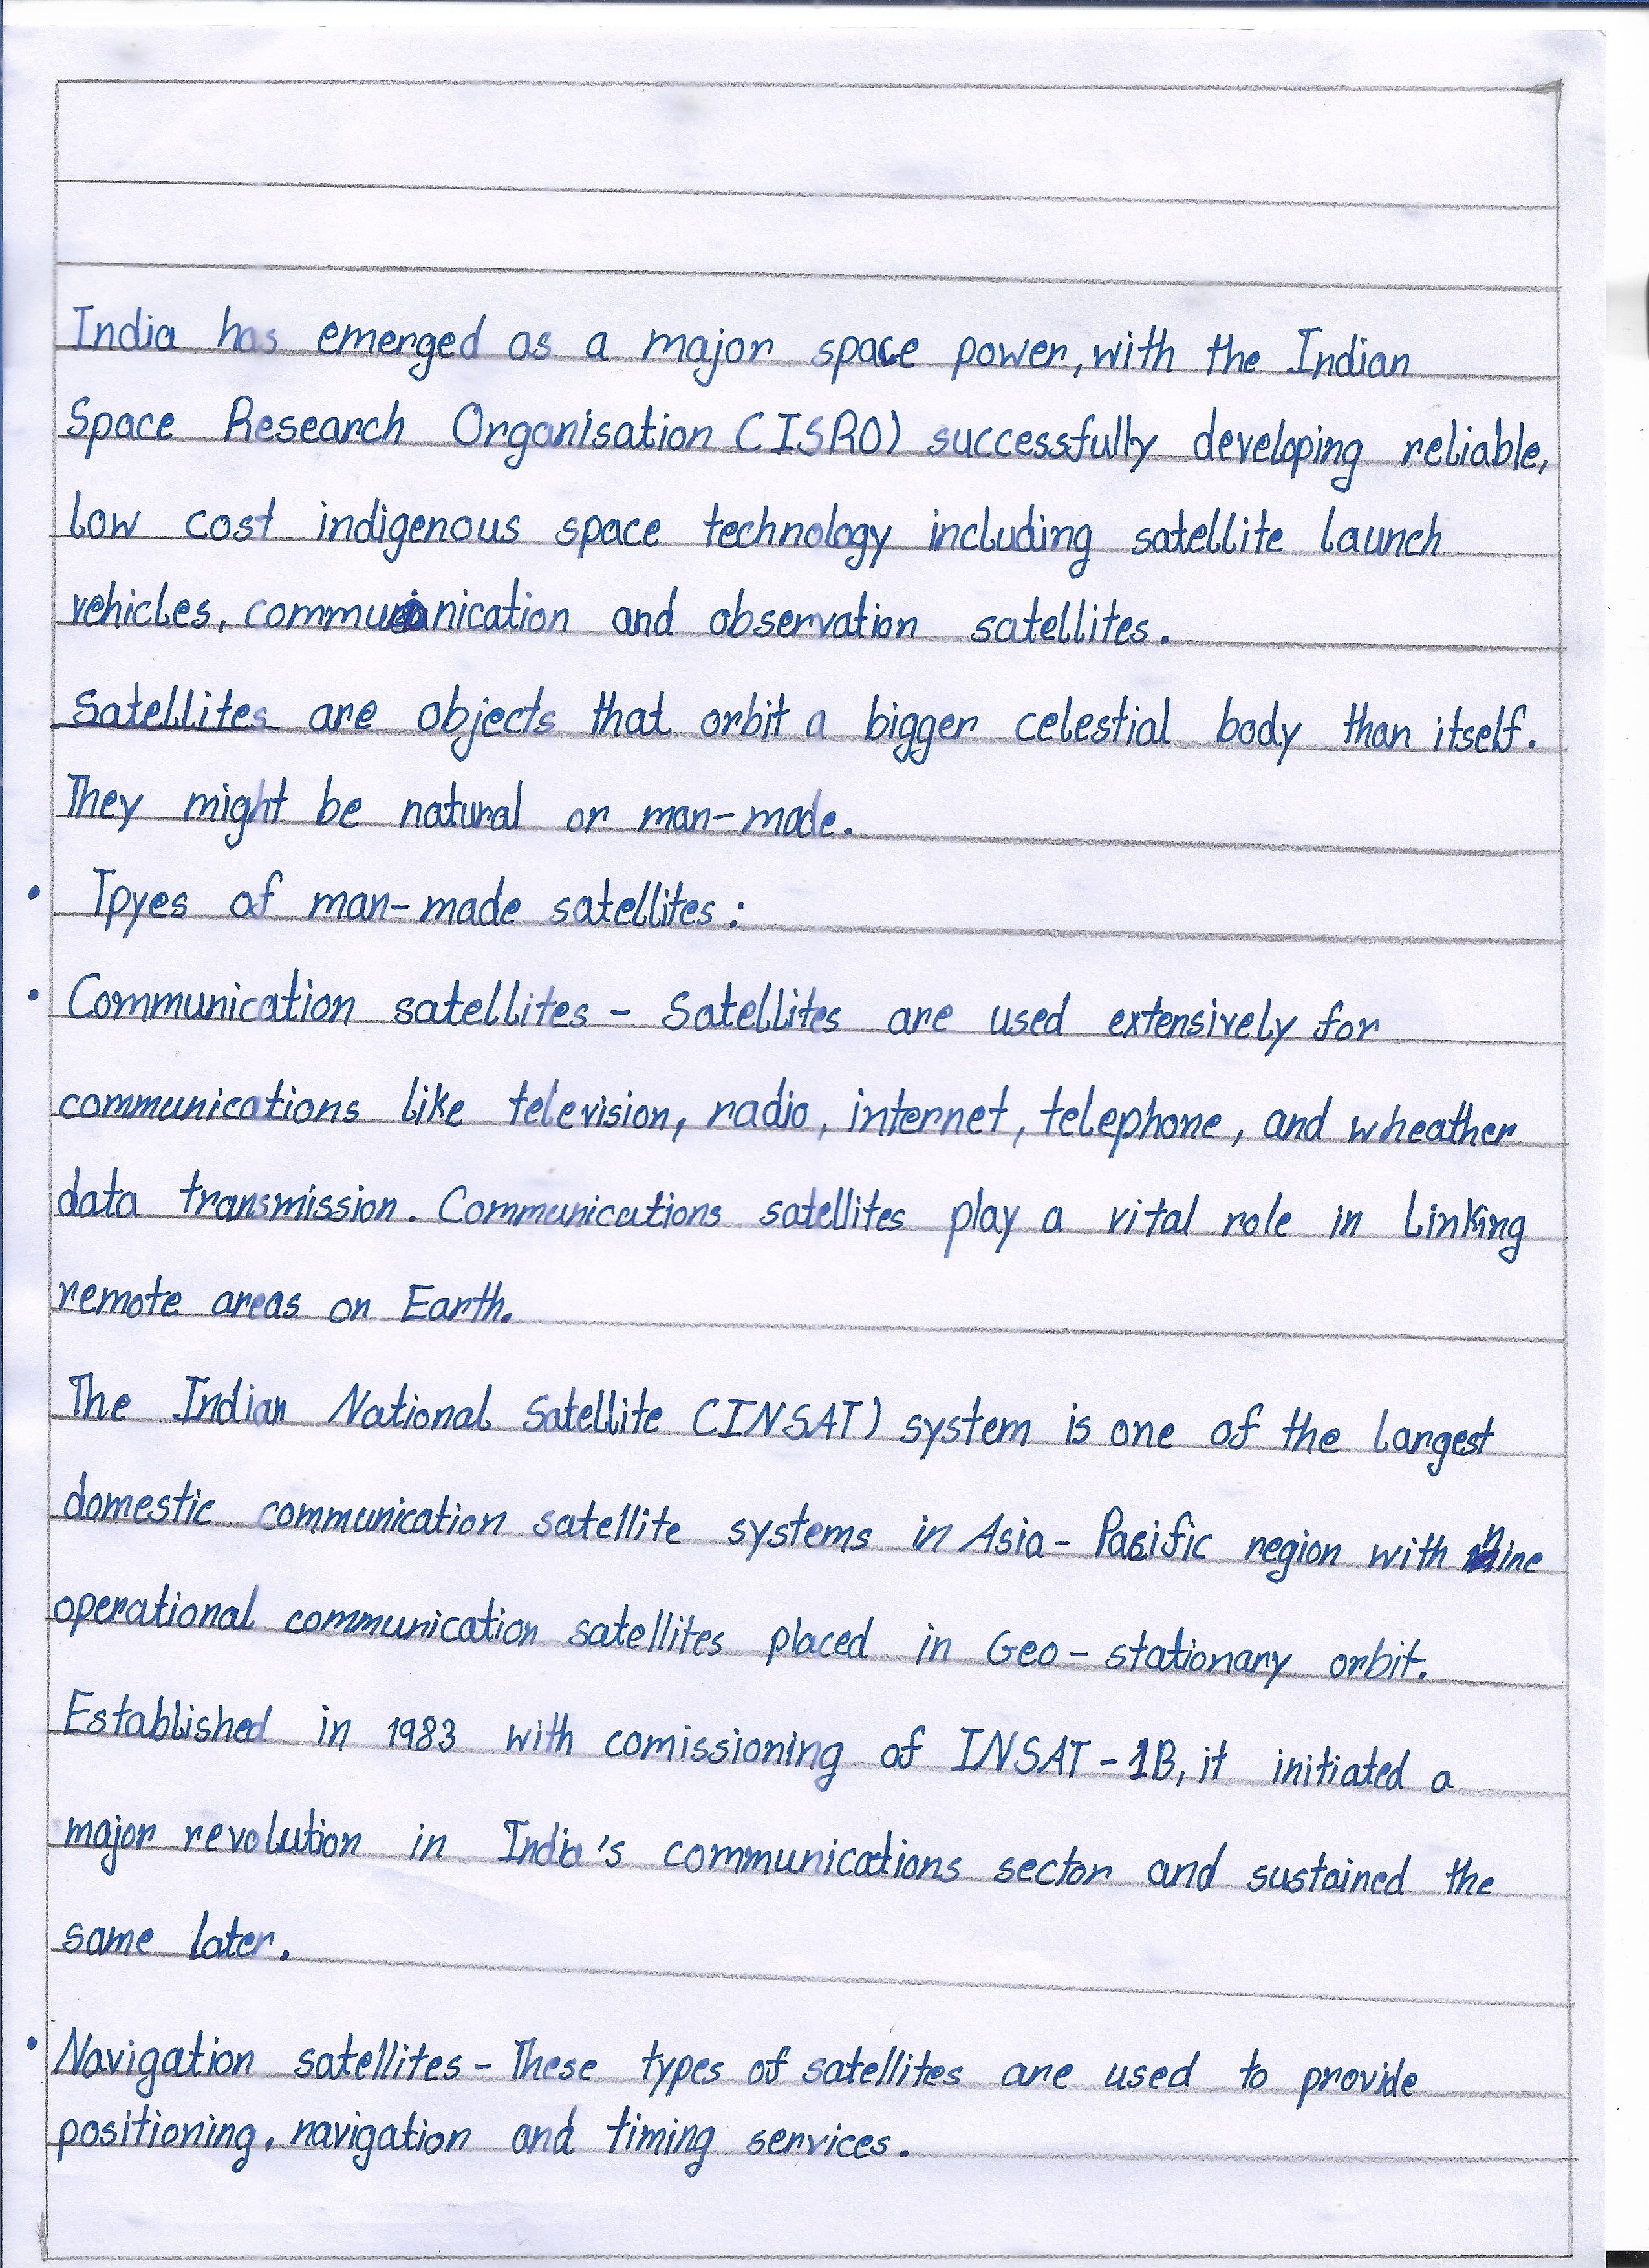 India has emerged as a major space power, with the Indian
Space Research Organisation (ISRO) successfully developing reliable,
low cost indigenous space technology including satellite launch
vehicles, communication and observation satellites.
Satellites are objects that orbit a bigger celestial body than itself.
They might be natural or man-made.
• Tpyes of man-made satellites:
• Communication satellites - Satellites are used extensively for
communications like television, radio, internet, telephone, and wheather
data transmission. Communications satellites play a vital role in linking
remote areas on Earth.
The Indian National Satellite (INSAT) system is one of the largest
domestic communication satellite systems in Asia-Pacific region with nine
operational communication satellites placed in Geo-stationary orbit.
Established in 1983 with comissioning of INSAT-1B, it initiated a
major revolution in India's communications sector and sustained the
same later.
• Navigation satellites - These types of satellites are used to provide
positioning, navigation and timing services.